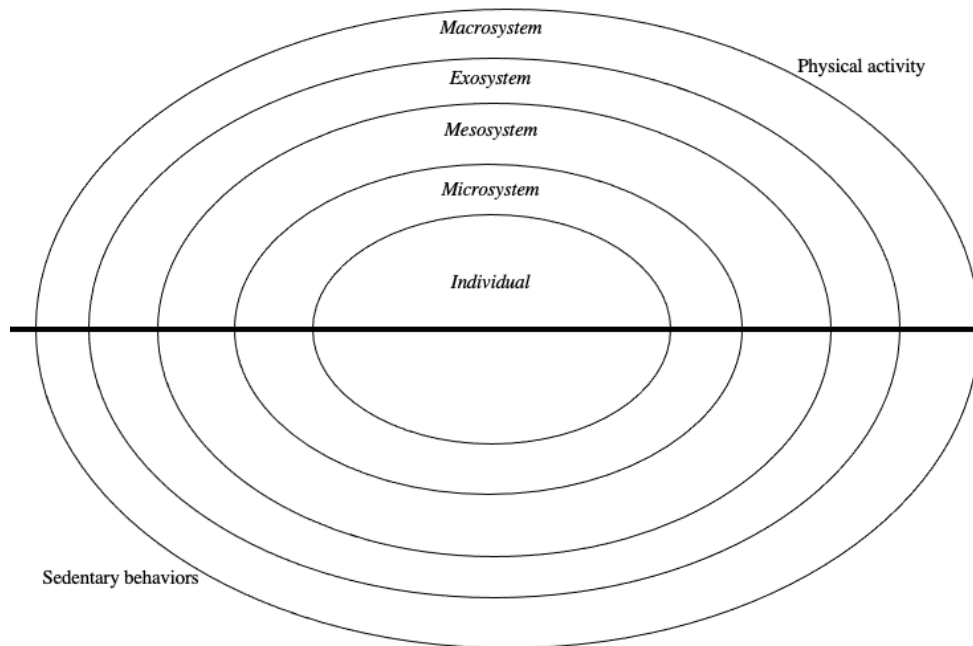 Macrosystem
Physical activity
Exosystem
Mesosystem
Microsystem
Individual
Sedentary behaviors